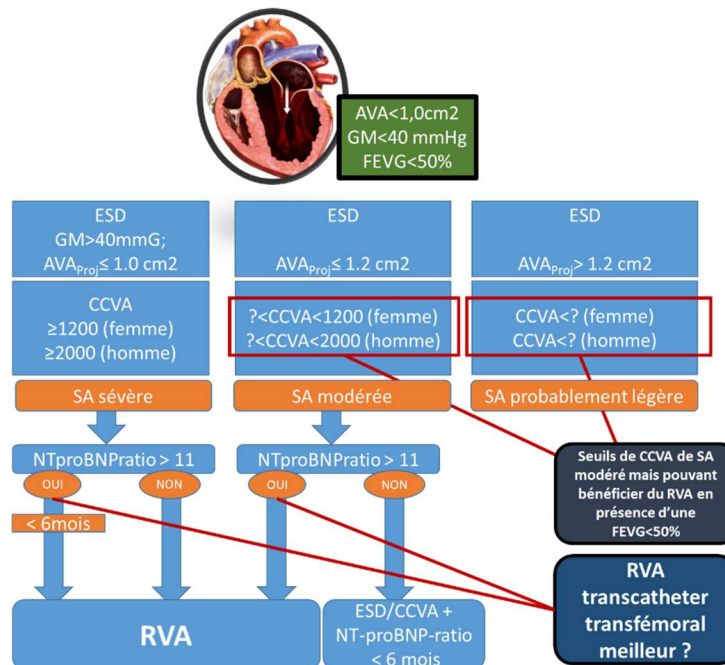 AVA<1,0cm2
GM<40 mmHg
FEVG<50%
ESD
GM>40mmG;
AVAProj≤ 1.0 cm2
ESD
AVAProj≤ 1.2 cm2
ESD
AVAProj> 1.2 cm2
CCVA
≥1200 (femme)
≥2000 (homme)
?<CCVA<1200 (femme)
?<CCVA<2000 (homme)
CCVA<? (femme)
CCVA<? (homme)
SA sévère
SA modérée
SA probablement légère
NTproBNPratio > 11
NTproBNPratio > 11
OUI
NON
OUI
NON
< 6mois
Seuils de CCVA de SA
modéré mais pouvant
bénéficier du RVA en
présence d'une
FEVG<50%
RVA
ESD/CCVA +
NT-proBNP-ratio
< 6 mois
RVA
transcatheter
transfémoral
meilleur ?